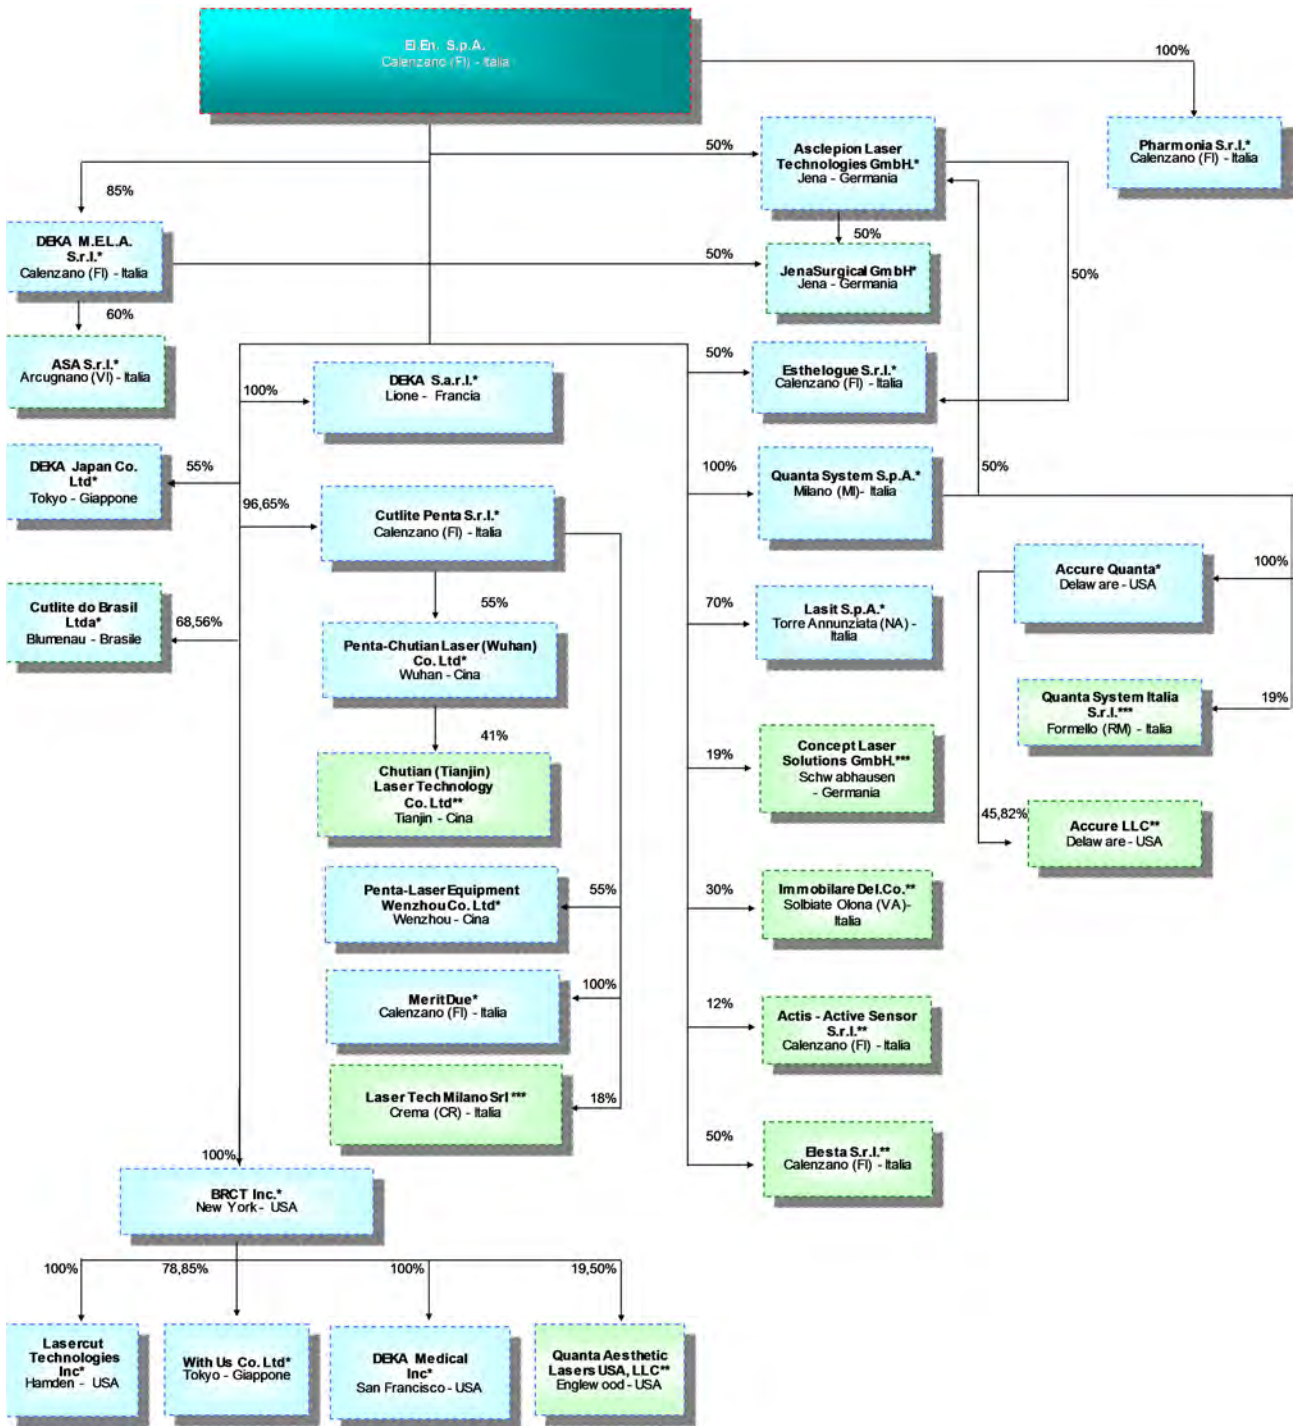 El En. S.p.A.
Calenzano (FI) - Italia
100%
Pharmonia S.r.l.*
Calenzano (FI) - Italia
50%
Asclepion Laser
Technologies GmbH.*
Jena - Germania
85%
DEKA M.E.L.A.
S.r.l.*
Calenzano (FI) - Italia
50%
50%
JenaSurgical GmbH*
Jena - Germania
50%
60%
ASA S.r.l.*
Arcugnano (VI) - Italia
100%
DEKA S.a.r.l.*
Lione - Francia
50%
Esthelogue S.r.l.*
Calenzano (FI) - Italia
DEKA Japan Co.
Ltd*
Tokyo - Giappone
55%
100%
Quanta System S.p.A.*
Milano (MI)- Italia
50%
96,65%
Cutlite Penta S.r.l.*
Calenzano (FI) - Italia
Accure Quanta*
Delaware - USA
100%
Cutlite do Brasil
Ltda*
Blumenau - Brasile
68,56%
55%
Penta-Chutian Laser (Wuhan)
Co. Ltd*
Wuhan - Cina
70%
Lasit S.p.A.*
Torre Annunziata (NA) -
Italia
Quanta System Italia
S.r.l.***
Formello (RM) - Italia
19%
41%
Chutian (Tianjin)
Laser Technology
Co. Ltd**
Tianjin - Cina
19%
Concept Laser
Solutions GmbH.***
Schwabhausen
- Germania
45,82%
Accure LLC**
Delaware - USA
Penta-Laser Equipment
Wenzhou Co. Ltd*
Wenzhou - Cina
55%
30%
Immobilare Del.Co.**
Solbiate Olona (VA)-
Italia
Merit Due*
Calenzano (FI) - Italia
100%
12%
Actis - Active Sensor
S.r.l.**
Calenzano (FI) - Italia
Laser Tech Milano Srl ***
Crema (CR) - Italia
18%
50%
Elesta S.r.l.**
Calenzano (FI) - Italia
100%
BRCT Inc.*
New York - USA
100%
78,85%
100%
19,50%
Lasercut
Technologies
Inc*
Hamden - USA
With Us Co. Ltd*
Tokyo - Giappone
DEKA Medical
Inc*
San Francisco - USA
Quanta Aesthetic
Lasers USA, LLC**
Englewood - USA